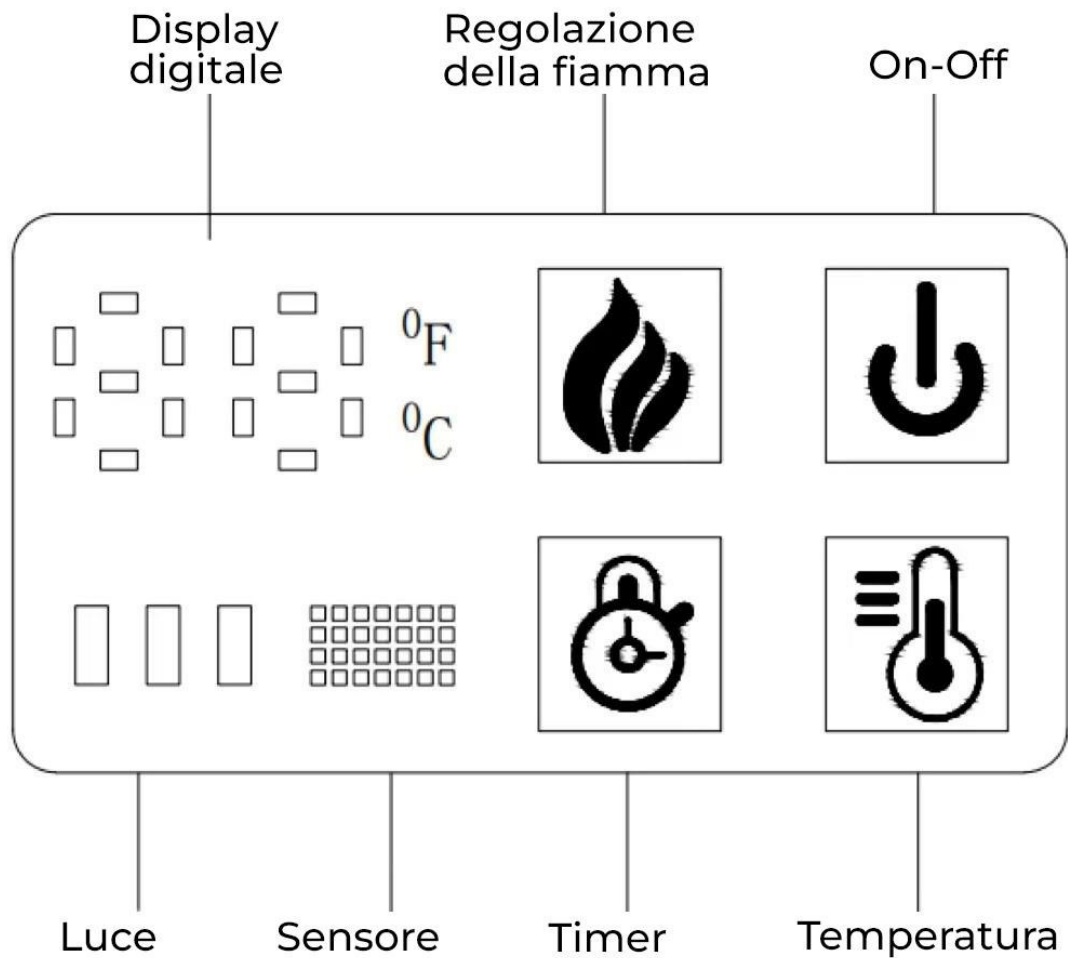 Display
digitale
Regolazione
della fiamma
On-Off
⁰F
⁰C
Luce
Sensore
Timer
Temperatura